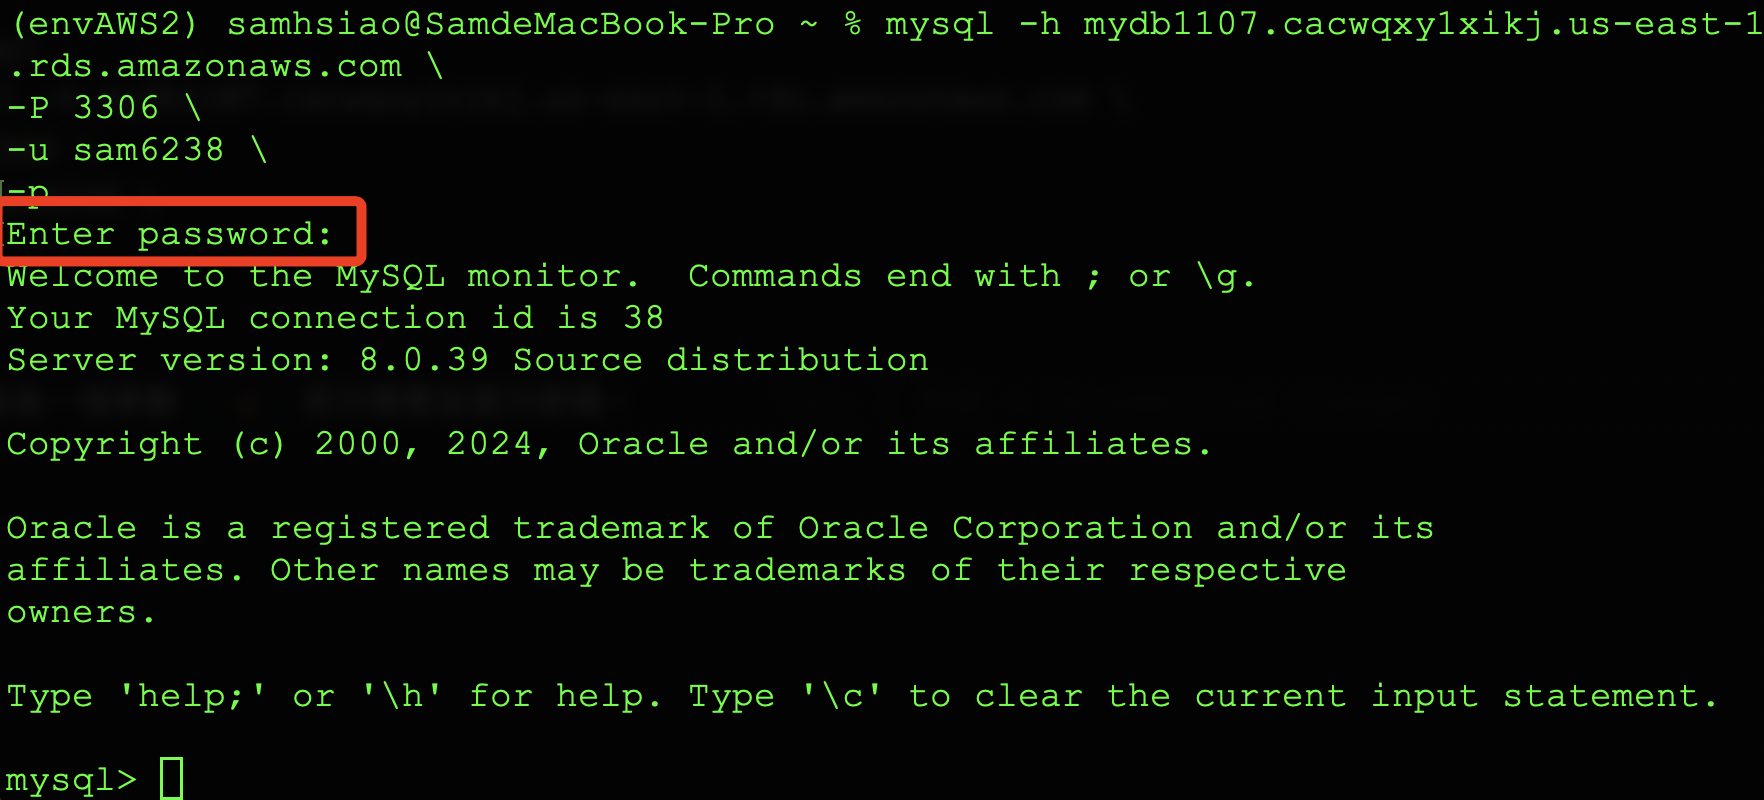 (envAWS2) samhsiao@SamdeMacBook-Pro ~ % mysql -h mydb1107.cacwqxy1xikj.us-east-1
.rds.amazonaws.com \
-P 3306 \
-u sam6238 \
-p
Enter password:
Welcome to the MySQL monitor.  Commands end with ; or \g.
Your MySQL connection id is 38
Server version: 8.0.39 Source distribution
Copyright (c) 2000, 2024, Oracle and/or its affiliates.
Oracle is a registered trademark of Oracle Corporation and/or its
affiliates. Other names may be trademarks of their respective
owners.
Type 'help;' or '\h' for help. Type '\c' to clear the current input statement.
mysql>